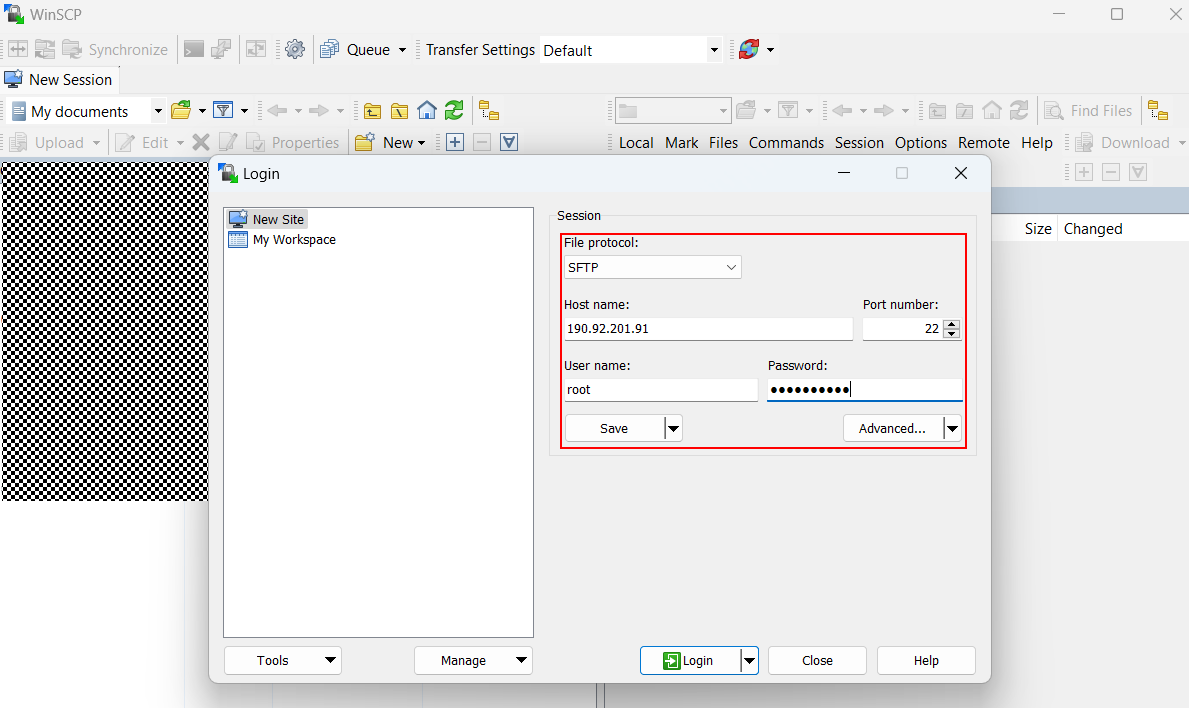 WinSCP
Synchronize Queue Transfer Settings Default
New Session
My documents Find Files
Upload Edit Properties New Local Mark Files Commands Session Options Remote Help Download
Login
Size Changed
New Site
My Workspace
Session
File protocol:
SFTP
Host name: Port number:
190.92.201.91 22
User name: Password:
root ●●●●●●●●●●
Save Advanced...
Tools Manage Login Close Help